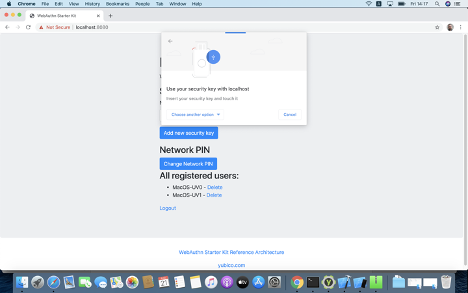 Chrome File Edit View History Bookmarks People Tab Window Help
Fri 14:17
WebAuthn Starter Kit
Not Secure | localhost:8000
Use your security key with localhost
Insert your security key and touch it
Choose another option
Cancel
Add new security key
Network PIN
Change Network PIN
All registered users:
• MacOS-UV0 - Delete
• MacOS-UV1 - Delete
Logout
WebAuthn Starter Kit Reference Architecture
yubico.com